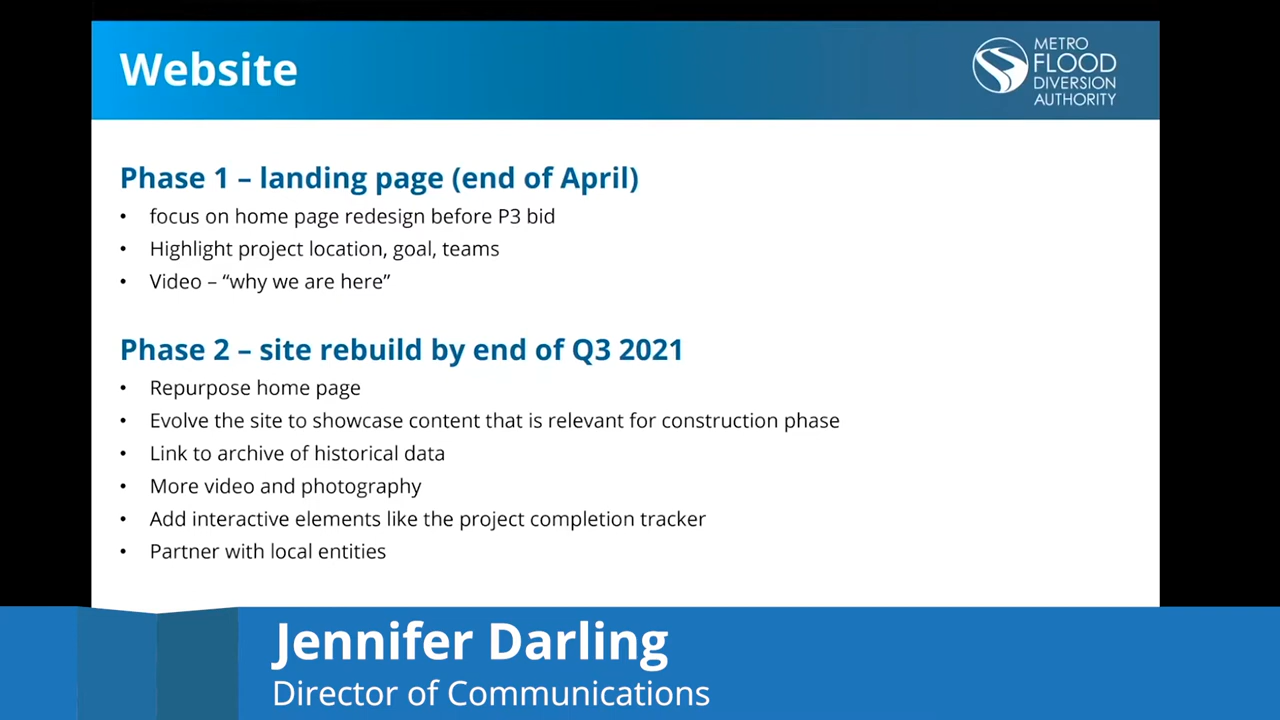 Website
METRO
FLOOD
DIVERSION
AUTHORITY
Phase 1 – landing page (end of April)
• focus on home page redesign before P3 bid
• Highlight project location, goal, teams
• Video – “why we are here”
Phase 2 – site rebuild by end of Q3 2021
• Repurpose home page
• Evolve the site to showcase content that is relevant for construction phase
• Link to archive of historical data
• More video and photography
• Add interactive elements like the project completion tracker
• Partner with local entities
Jennifer Darling
Director of Communications